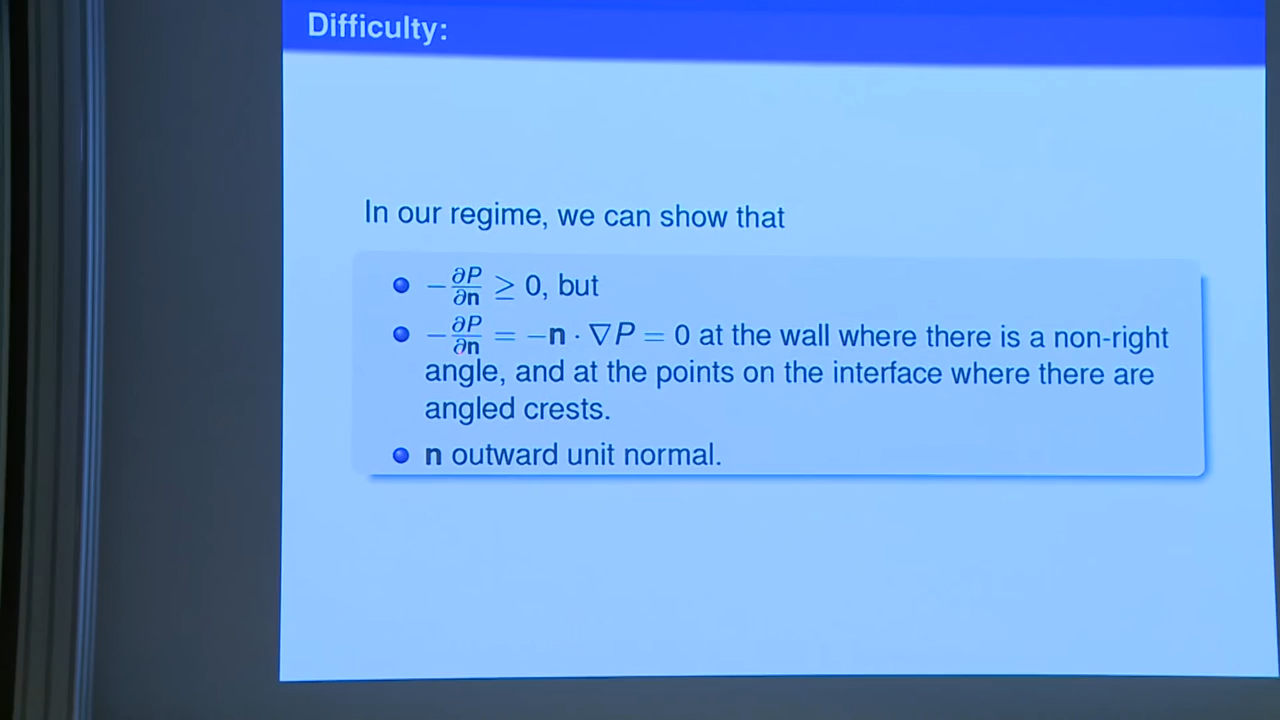 Difficulty:
In our regime, we can show that
−∂P/∂n ≥ 0, but
−∂P/∂n = −n · ∇P = 0 at the wall where there is a non-right
angle, and at the points on the interface where there are
angled crests.
n outward unit normal.